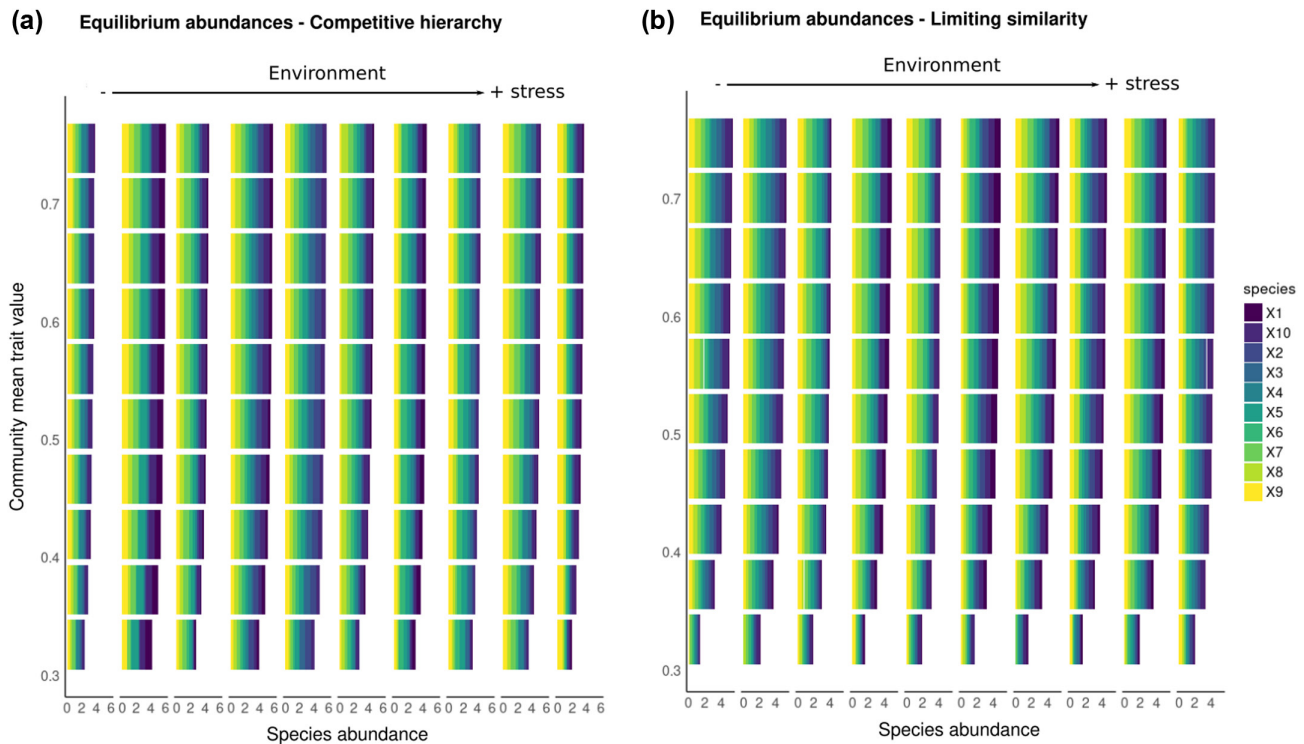 (a) Equilibrium abundances - Competitive hierarchy
Environment
- + stress
Community mean trait value
0.7
0.6
0.5
0.4
0.3
0 2 4 6 0 2 4 6 0 2 4 6 0 2 4 6 0 2 4 6 0 2 4 6 0 2 4 6 0 2 4 6 0 2 4 6 0 2 4 6
Species abundance
(b) Equilibrium abundances - Limiting similarity
Environment
- + stress
Community mean trait value
0.7
0.6
0.5
0.4
0.3
0 2 4 0 2 4 0 2 4 0 2 4 0 2 4 0 2 4 0 2 4 0 2 4 0 2 4 0 2 4
Species abundance
species
X1
X10
X2
X3
X4
X5
X6
X7
X8
X9